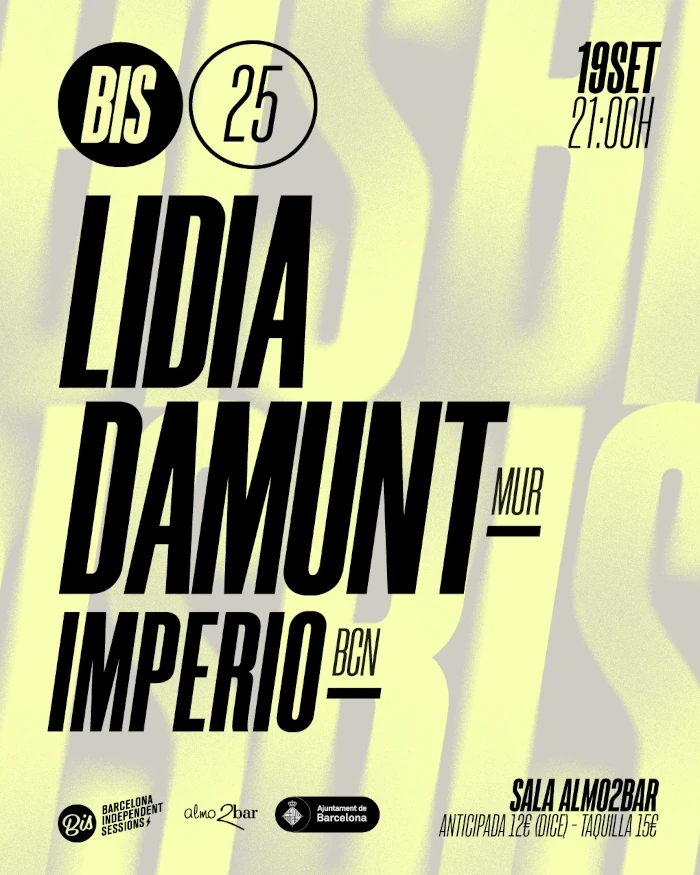 BIS 25
19SET
21:00H
LIDIA
DAMUNT
MUR
IMPERIO
BCN
Bis
BARCELONA
INDEPENDENT
SESSIONS
almo2bar
Ajuntament de
Barcelona
SALA ALMO2BAR
ANTICIPADA 12€ (DICE) - TAQUILLA 15€